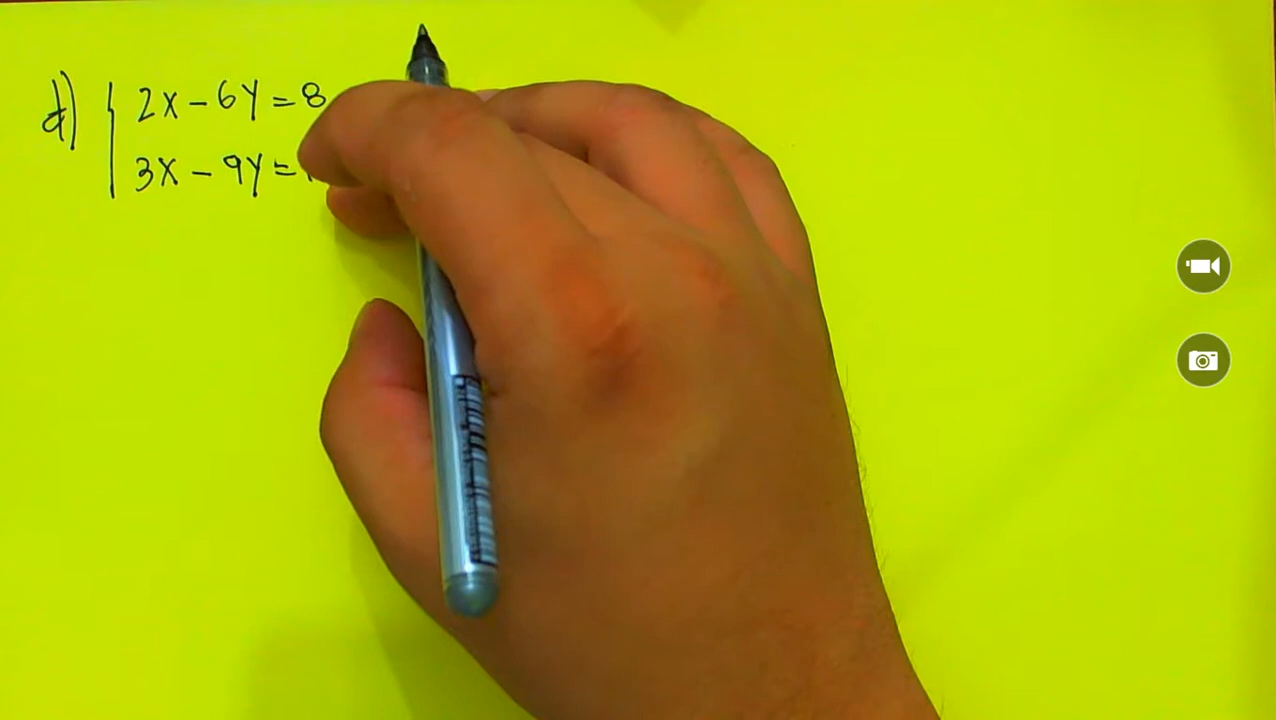 d) 2X - 6Y = 8
3X - 9Y =